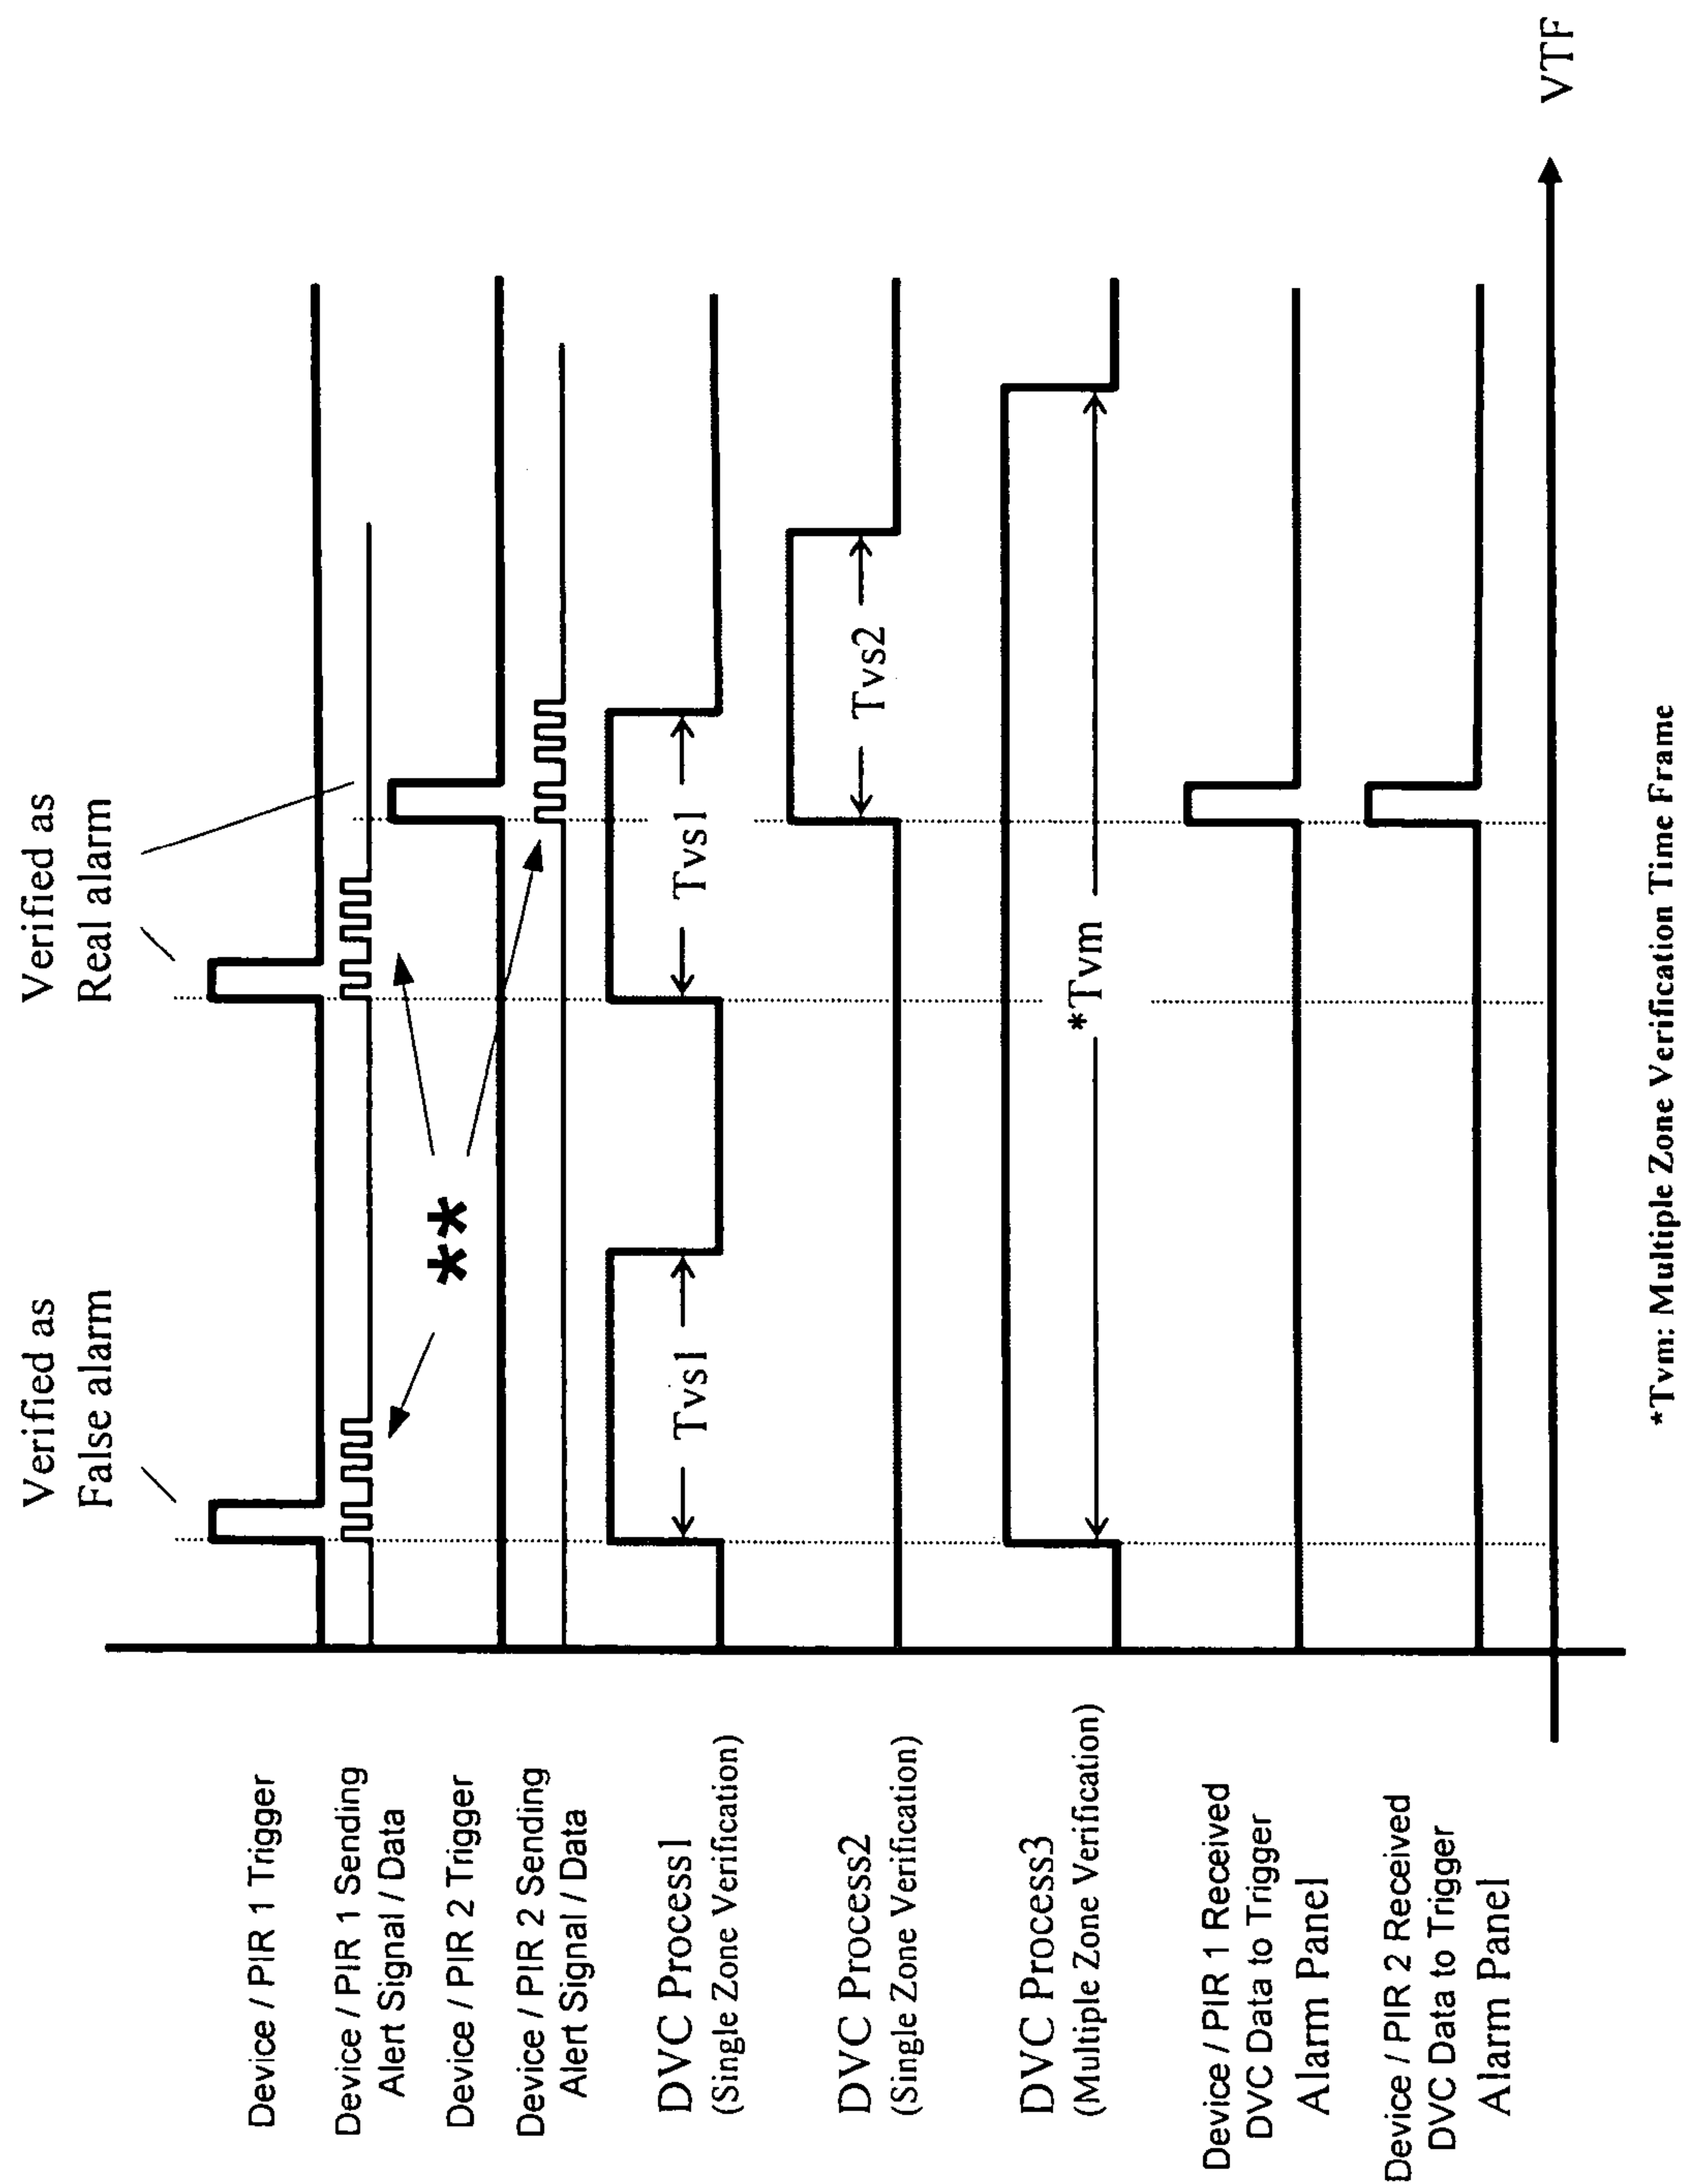 Verified as
False alarm
Verified as
Real alarm
Device / PIR 1 Trigger
Device / PIR 1 Sending
Alert Signal / Data
**
Device / PIR 2 Trigger
Device / PIR 2 Sending
Alert Signal / Data
DVC Process1
(Single Zone Verification)
Tvs1
Tvs1
DVC Process2
(Single Zone Verification)
Tvs2
DVC Process3
(Multiple Zone Verification)
*Tvm
Device / PIR 1 Received
DVC Data to Trigger
Alarm Panel
Device / PIR 2 Received
DVC Data to Trigger
Alarm Panel
VTF
*Tvm: Multiple Zone Verification Time Frame